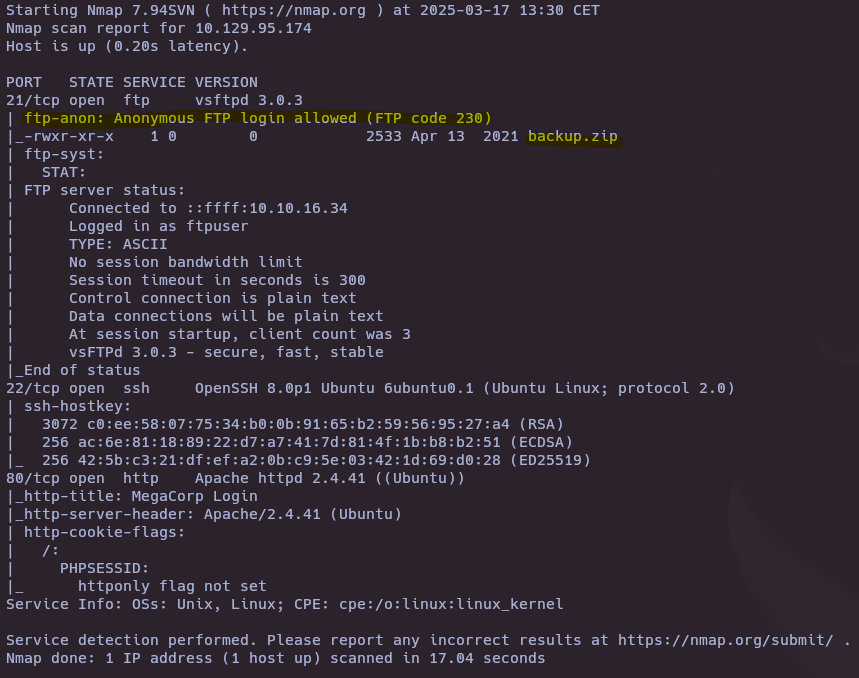 Starting Nmap 7.94SVN ( https://nmap.org ) at 2025-03-17 13:30 CET
Nmap scan report for 10.129.95.174
Host is up (0.20s latency).

PORT   STATE SERVICE VERSION
21/tcp open  ftp     vsftpd 3.0.3
| ftp-anon: Anonymous FTP login allowed (FTP code 230)
|_-rwxr-xr-x    1 0        0            2533 Apr 13  2021 backup.zip
| ftp-syst:
|   STAT:
| FTP server status:
|      Connected to ::ffff:10.10.16.34
|      Logged in as ftpuser
|      TYPE: ASCII
|      No session bandwidth limit
|      Session timeout in seconds is 300
|      Control connection is plain text
|      Data connections will be plain text
|      At session startup, client count was 3
|      vsFTPd 3.0.3 - secure, fast, stable
|_End of status
22/tcp open  ssh     OpenSSH 8.0p1 Ubuntu 6ubuntu0.1 (Ubuntu Linux; protocol 2.0)
| ssh-hostkey:
|   3072 c0:ee:58:07:75:34:b0:0b:91:65:b2:59:56:95:27:a4 (RSA)
|   256 ac:6e:81:18:89:22:d7:a7:41:7d:81:4f:1b:b8:b2:51 (ECDSA)
|_  256 42:5b:c3:21:df:ef:a2:0b:c9:5e:03:42:1d:69:d0:28 (ED25519)
80/tcp open  http    Apache httpd 2.4.41 ((Ubuntu))
|_http-title: MegaCorp Login
|_http-server-header: Apache/2.4.41 (Ubuntu)
| http-cookie-flags:
|   /:
|     PHPSESSID:
|_      httponly flag not set
Service Info: OSs: Unix, Linux; CPE: cpe:/o:linux:linux_kernel

Service detection performed. Please report any incorrect results at https://nmap.org/submit/ .
Nmap done: 1 IP address (1 host up) scanned in 17.04 seconds